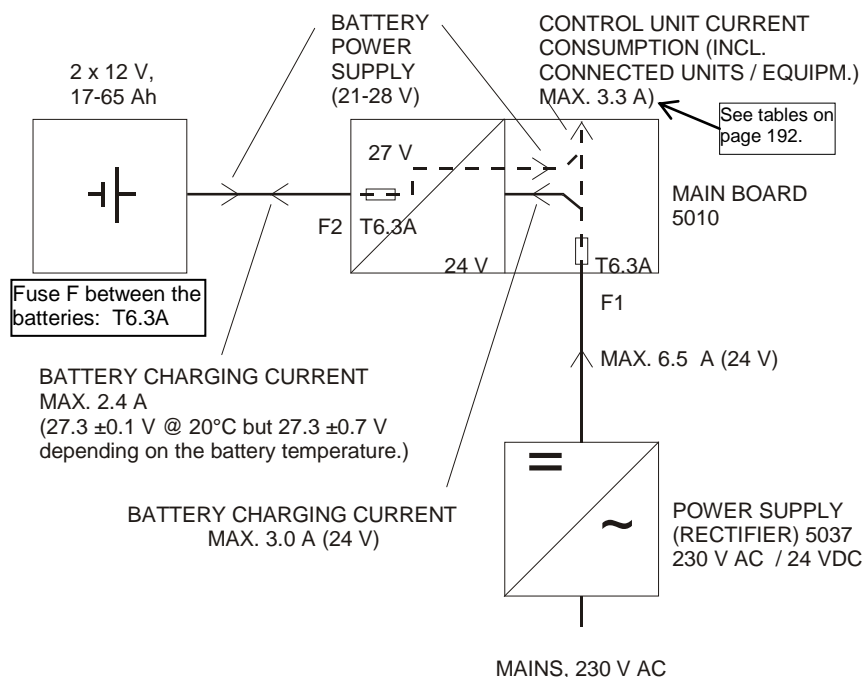 BATTERY
POWER
SUPPLY
(21-28 V)
CONTROL UNIT CURRENT
CONSUMPTION (INCL.
CONNECTED UNITS / EQUIPM.)
MAX. 3.3 A)
2 x 12 V,
17-65 Ah
See tables on
page 192.
27 V
F2 T6.3A
24 V
T6.3A
F1
MAIN BOARD
5010
Fuse F between the
batteries: T6.3A
MAX. 6.5 A (24 V)
BATTERY CHARGING CURRENT
MAX. 2.4 A
(27.3 ±0.1 V @ 20°C but 27.3 ±0.7 V
depending on the battery temperature.)
BATTERY CHARGING CURRENT
MAX. 3.0 A (24 V)
=
~
POWER SUPPLY
(RECTIFIER) 5037
230 V AC / 24 VDC
MAINS, 230 V AC